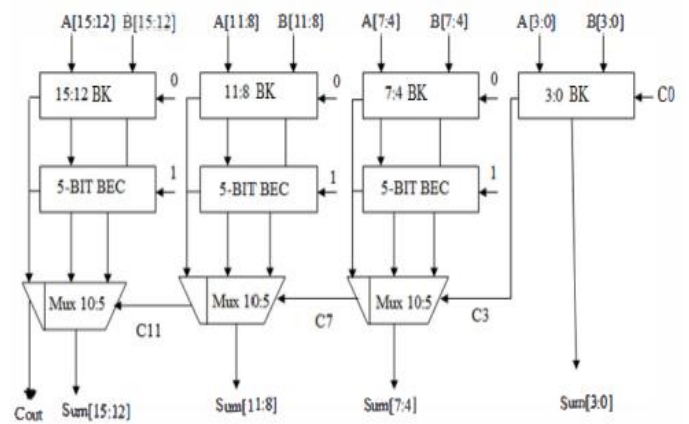 A[15:12] B[15:12] A[11:8] B[11:8] A[7:4] B[7:4] A[3:0] B[3:0]
15:12 BK 0 11:8 BK 0 7:4 BK 0 3:0 BK C0
5-BIT BEC 1 5-BIT BEC 1 5-BIT BEC 1
Mux 10:5 C11 Mux 10:5 C7 Mux 10:5 C3
Cout Sum[15:12] Sum[11:8] Sum[7:4] Sum[3:0]